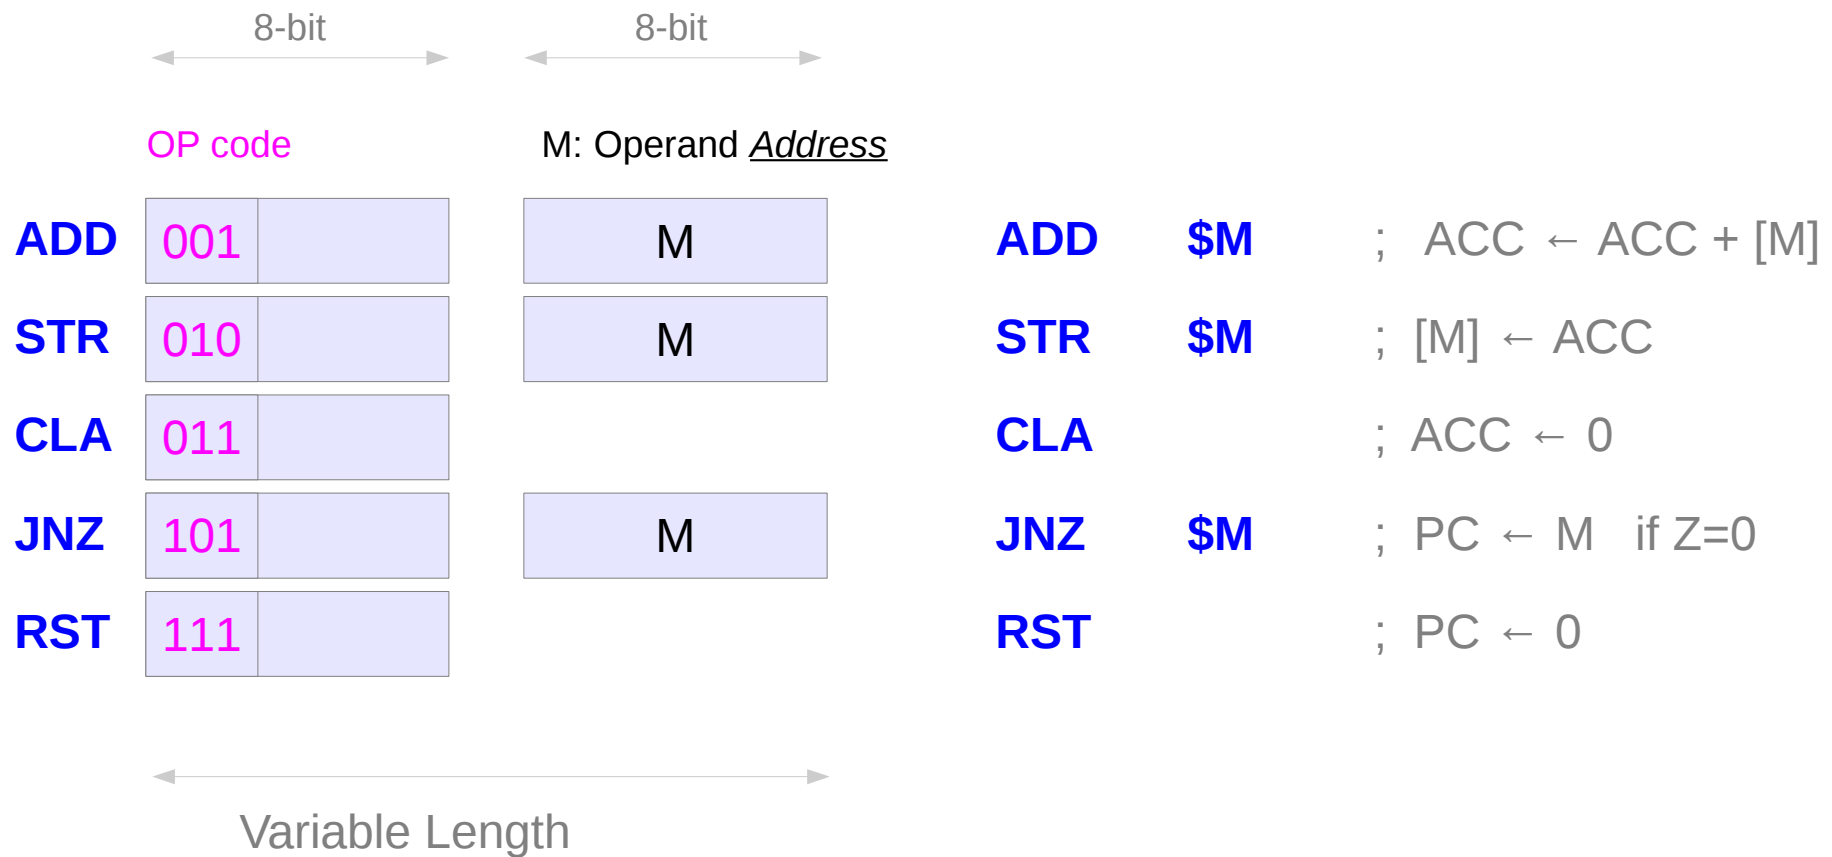 8-bit 8-bit
OP code M: Operand Address
ADD 001 M ADD $M ; ACC ← ACC + [M]
STR 010 M STR $M ; [M] ← ACC
CLA 011 CLA ; ACC ← 0
JNZ 101 M JNZ $M ; PC ← M if Z=0
RST 111 RST ; PC ← 0
Variable Length